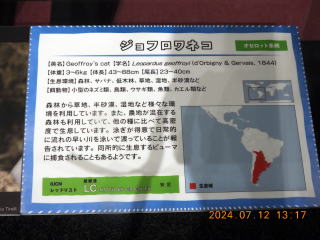 ジョフロワネコ
オセロット系統
【英名】Geoffroy's cat 【学名】Leopardus geoffroyi (d'Orbigny & Gervais, 1844)
【体重】3~6kg 【体長】43~88cm 【尾長】23~40cm
【生息環境】森林、サバナ、低木林、草地、湿地、半砂漠など
【餌動物】小型のネズミ類、鳥類、ウサギ類、魚類、カエル類など
森林から草地、半砂漠、湿地など様々な環
境を利用しています。また、農地が混在する
森林も利用していて、他の種に比べて高密
度で生息しています。泳ぎが得意で日常的
に流れの早い川を泳いで渡っていることが報
告されています。同所的に生息するピューマ
に捕食されることもあるようです。
IUCN
レッドリスト
LC
安定
生息域
2024.07.12 13:17